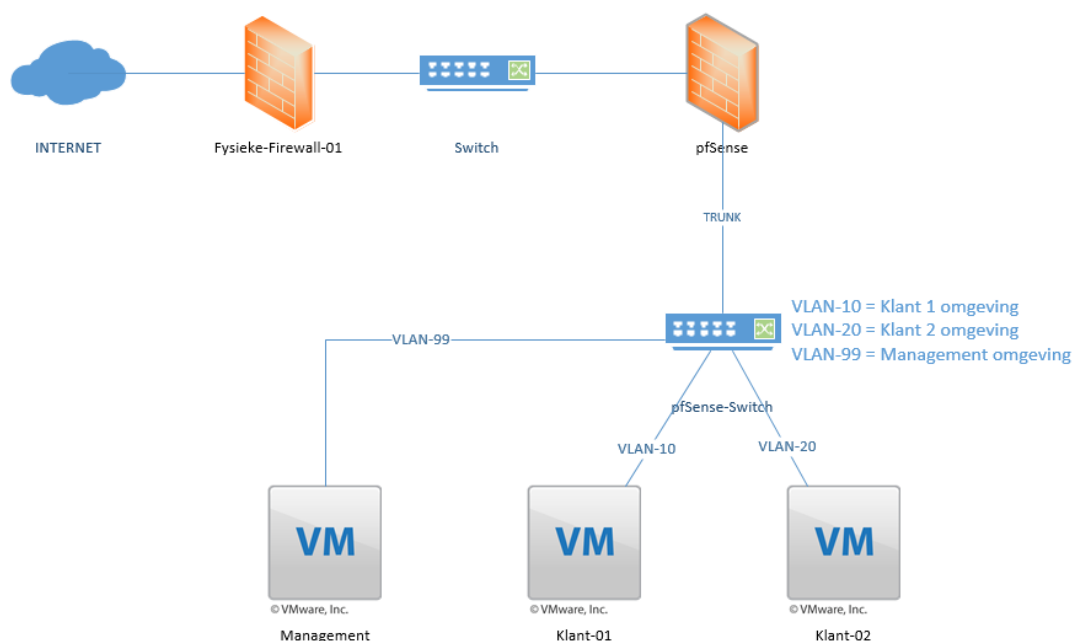 INTERNET
Fysieke-Firewall-01
Switch
pfSense
TRUNK
VLAN-10 = Klant 1 omgeving
VLAN-20 = Klant 2 omgeving
VLAN-99 = Management omgeving
VLAN-99
pfSense-Switch
VLAN-10
VLAN-20
VM
VM
VM
© VMware, Inc.
© VMware, Inc.
© VMware, Inc.
Management
Klant-01
Klant-02